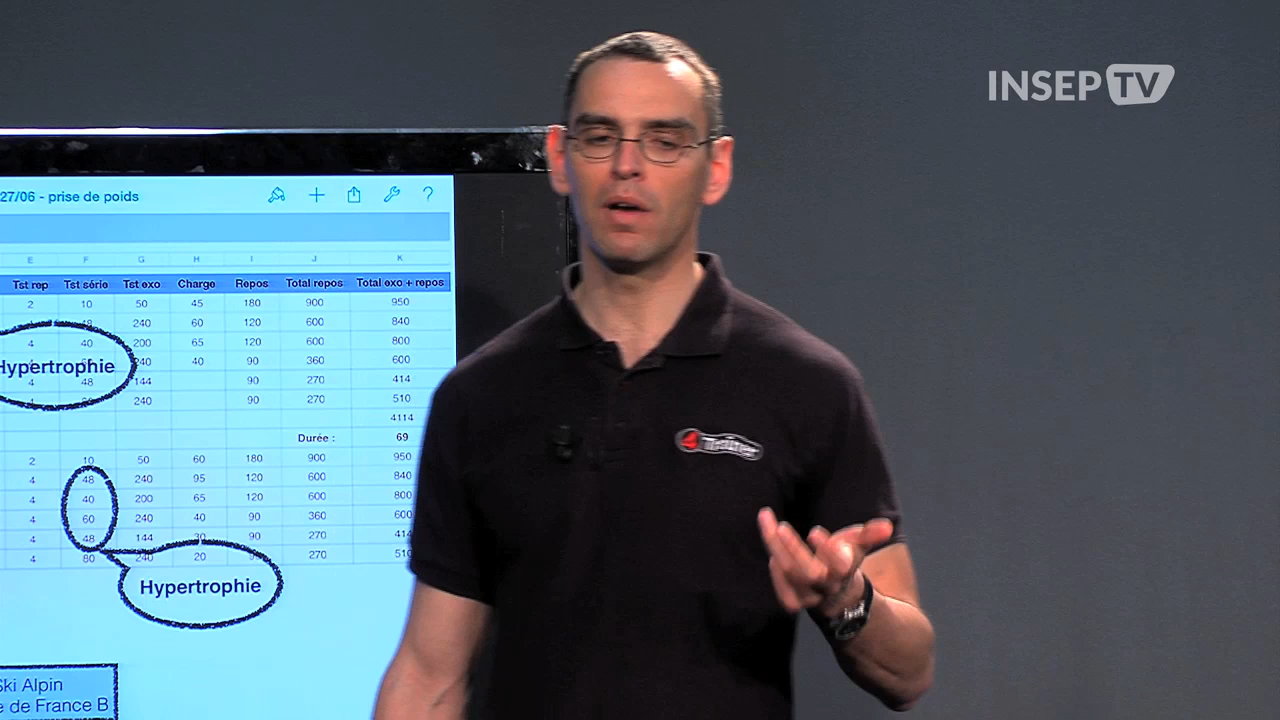 INSEP TV
27/06 - prise de poids
E F G H I J K
Tst rep Tst série Tst exo Charge Repos Total repos Total exo + repos
2 10 50 45 180 900 950
240 60 120 600 840
4 40 200 65 120 600 800
240 40 90 360 600
Hypertrophie
4 48 144 90 270 414
240 90 270 510
4114
Durée : 69
2 10 50 60 180 900 950
4 48 240 95 120 600 840
4 40 200 65 120 600 800
4 60 240 40 90 360 600
4 48 144 30 90 270 414
4 80 240 20 270 510
Hypertrophie
Ski Alpin
de France B
4 Trainer